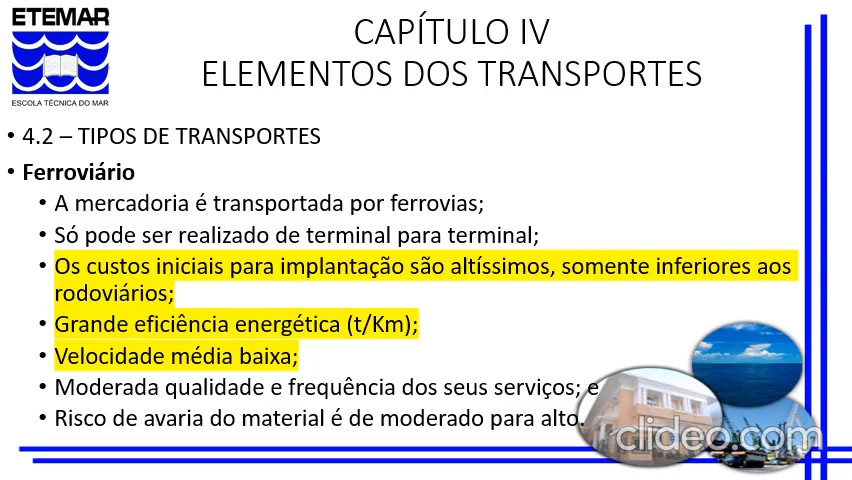 ETEMAR
ESCOLA TÉCNICA DO MAR
CAPÍTULO IV
ELEMENTOS DOS TRANSPORTES
• 4.2 – TIPOS DE TRANSPORTES
• Ferroviário
• A mercadoria é transportada por ferrovias;
• Só pode ser realizado de terminal para terminal;
• Os custos iniciais para implantação são altíssimos, somente inferiores aos
rodoviários;
• Grande eficiência energética (t/Km);
• Velocidade média baixa;
• Moderada qualidade e frequência dos seus serviços; e
• Risco de avaria do material é de moderado para alto.
clideo.com